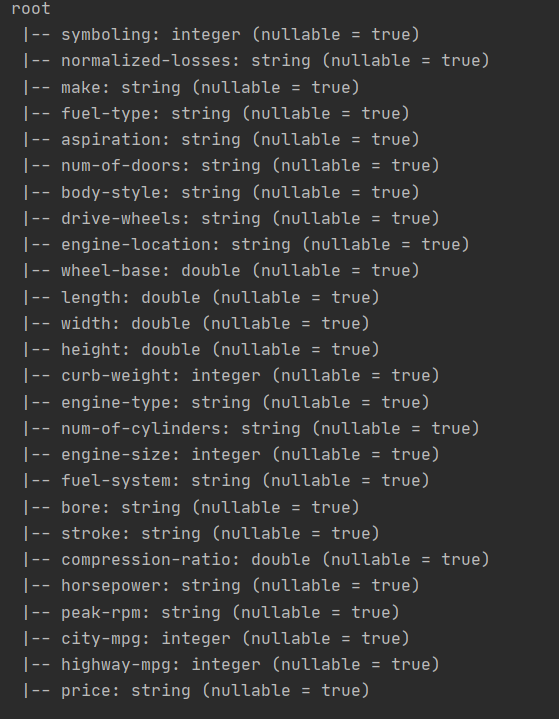 root
 |-- symboling: integer (nullable = true)
 |-- normalized-losses: string (nullable = true)
 |-- make: string (nullable = true)
 |-- fuel-type: string (nullable = true)
 |-- aspiration: string (nullable = true)
 |-- num-of-doors: string (nullable = true)
 |-- body-style: string (nullable = true)
 |-- drive-wheels: string (nullable = true)
 |-- engine-location: string (nullable = true)
 |-- wheel-base: double (nullable = true)
 |-- length: double (nullable = true)
 |-- width: double (nullable = true)
 |-- height: double (nullable = true)
 |-- curb-weight: integer (nullable = true)
 |-- engine-type: string (nullable = true)
 |-- num-of-cylinders: string (nullable = true)
 |-- engine-size: integer (nullable = true)
 |-- fuel-system: string (nullable = true)
 |-- bore: string (nullable = true)
 |-- stroke: string (nullable = true)
 |-- compression-ratio: double (nullable = true)
 |-- horsepower: string (nullable = true)
 |-- peak-rpm: string (nullable = true)
 |-- city-mpg: integer (nullable = true)
 |-- highway-mpg: integer (nullable = true)
 |-- price: string (nullable = true)